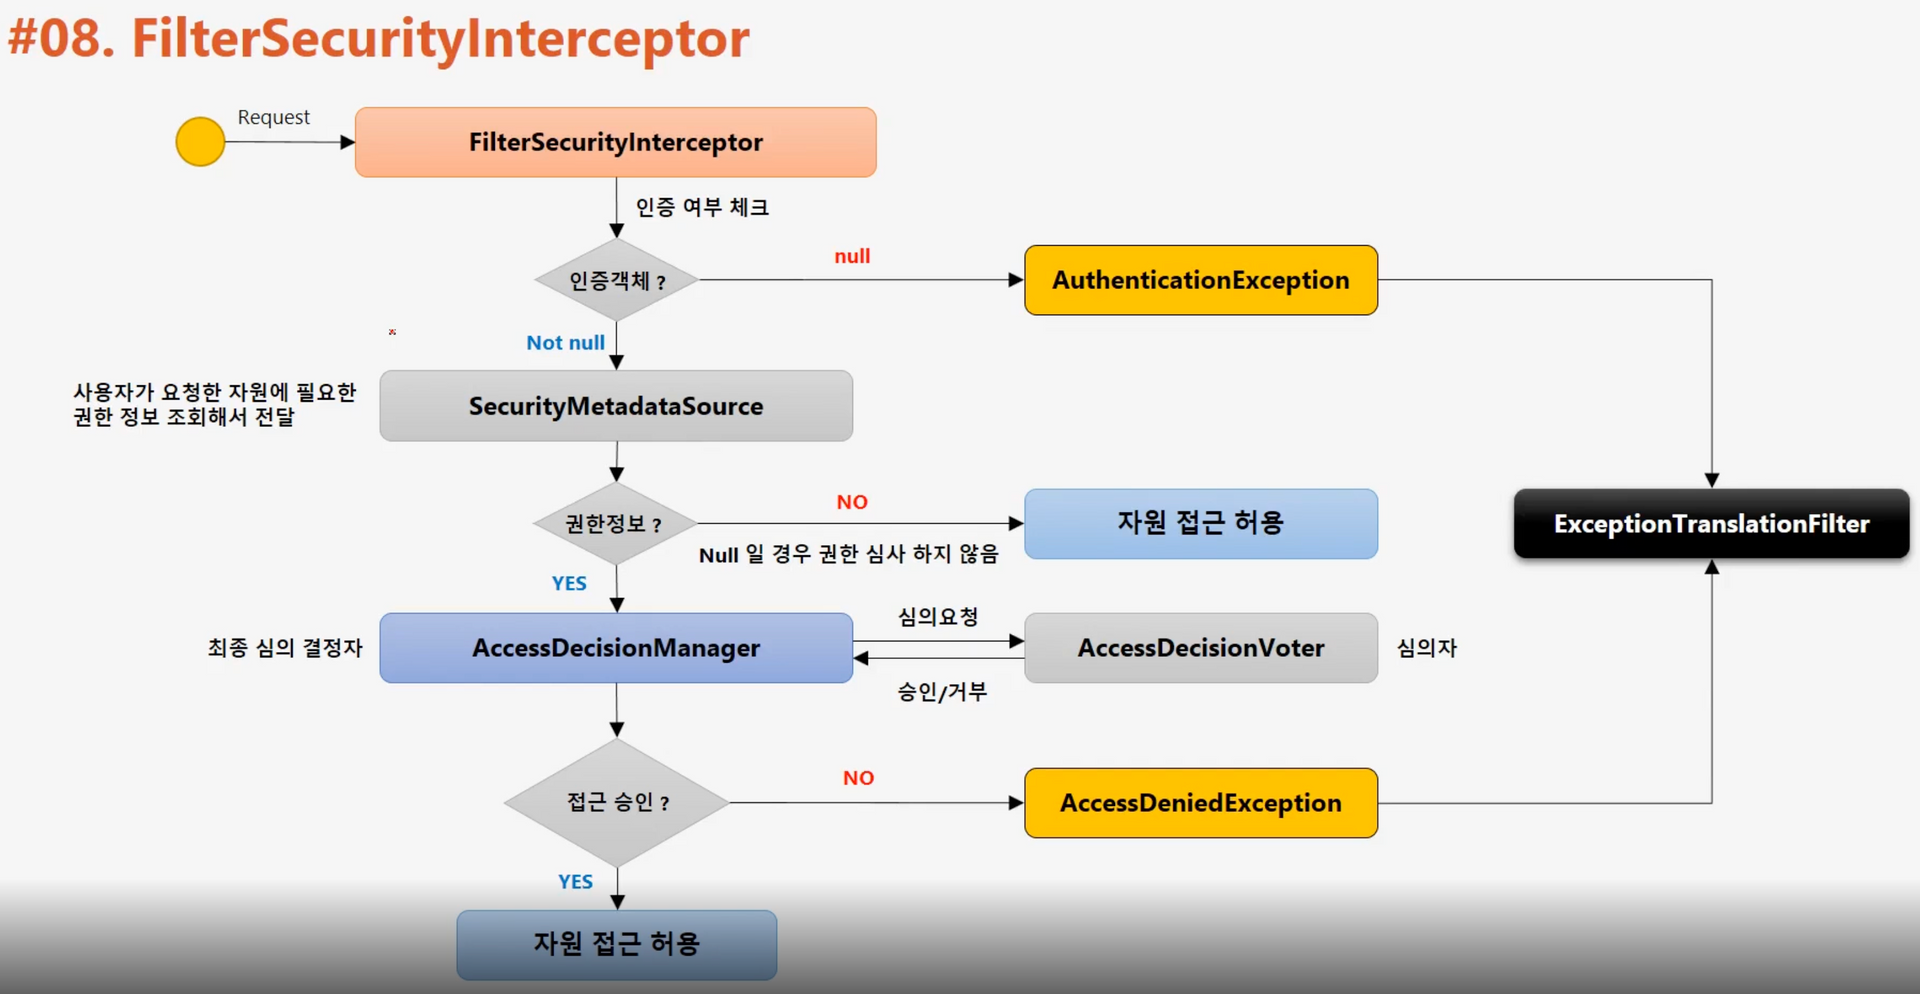 #08. FilterSecurityInterceptor
Request
FilterSecurityInterceptor
인증 여부 체크
인증객체 ?
null
AuthenticationException
Not null
사용자가 요청한 자원에 필요한
권한 정보 조회해서 전달
SecurityMetadataSource
권한정보 ?
NO
Null 일 경우 권한 심사 하지 않음
자원 접근 허용
ExceptionTranslationFilter
YES
최종 심의 결정자
AccessDecisionManager
심의요청
승인/거부
AccessDecisionVoter
심의자
접근 승인 ?
NO
AccessDeniedException
YES
자원 접근 허용